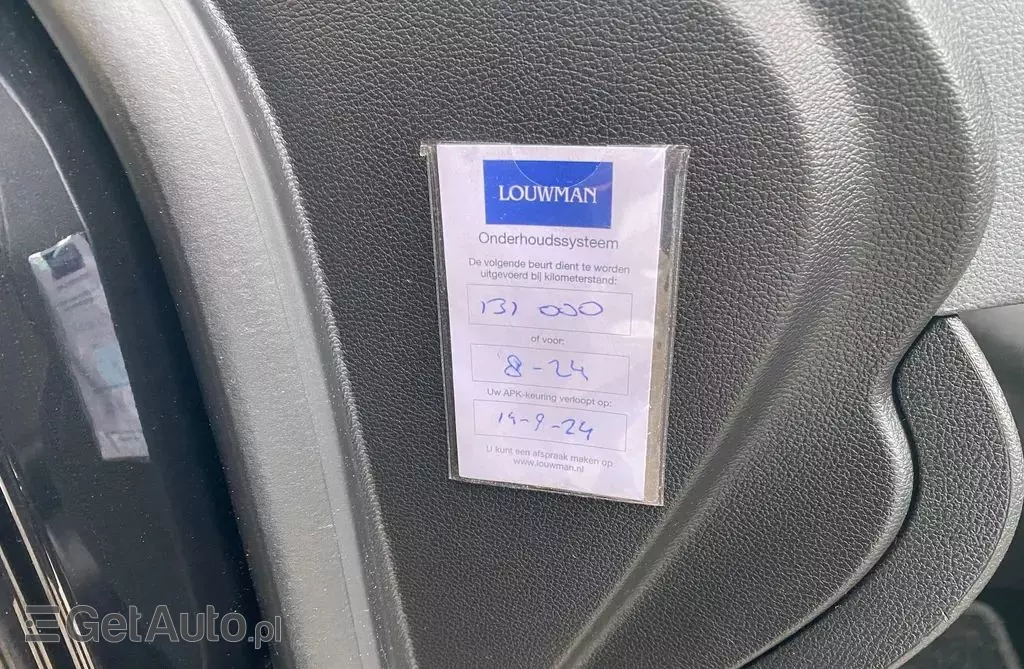 LOUWMAN
Onderhoudssysteem
De volgende beurt dient te worden
uitgevoerd bij kilometerstand:
131 000
of voor:
8-24
Uw APK-keuring verloopt op:
19-9-24
U kunt een afspraak maken op
www.louwman.nl
GetAuto.pl